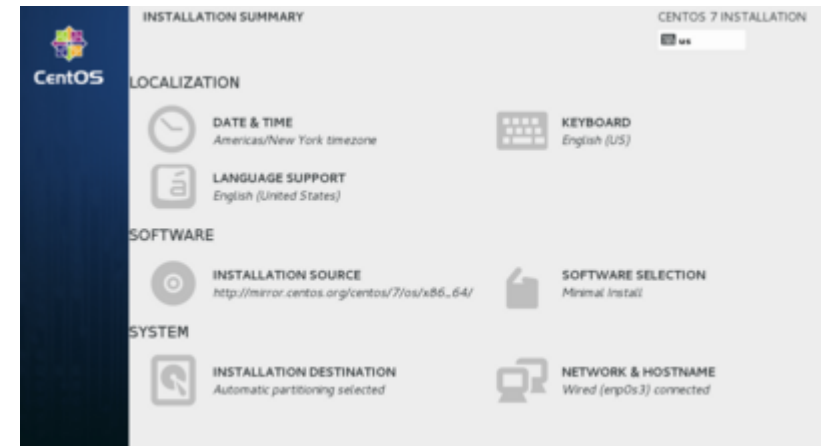 INSTALLATION SUMMARY
CENTOS 7 INSTALLATION
us
CentOS
LOCALIZATION
DATE & TIME
Americas/New York timezone
KEYBOARD
English (US)
LANGUAGE SUPPORT
English (United States)
SOFTWARE
INSTALLATION SOURCE
http://mirror.centos.org/centos/7/os/x86_64/
SOFTWARE SELECTION
Minimal Install
SYSTEM
INSTALLATION DESTINATION
Automatic partitioning selected
NETWORK & HOSTNAME
Wired (enp0s3) connected